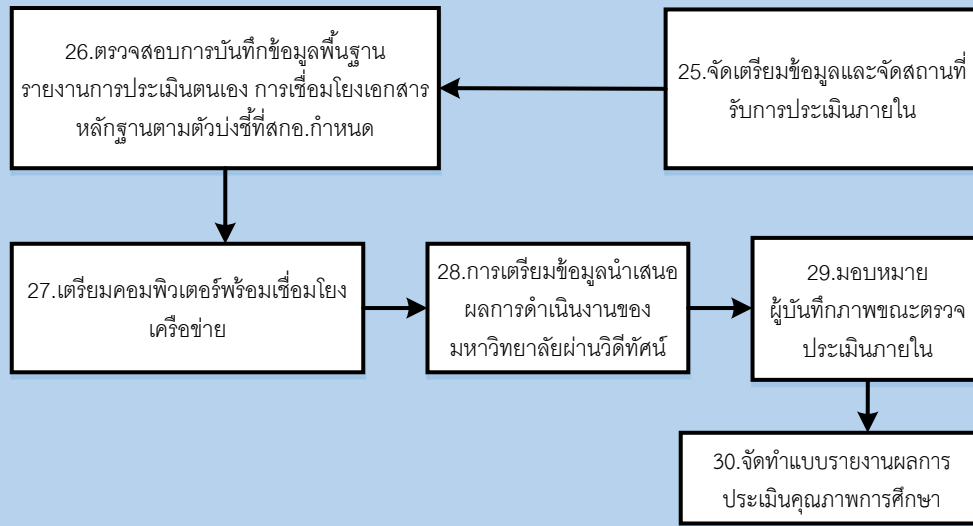 25.จัดเตรียมข้อมูลและจัดสถานที่
รับการประเมินภายใน
26.ตรวจสอบการบันทึกข้อมูลพื้นฐาน
รายงานการประเมินตนเอง การเชื่อมโยงเอกสาร
หลักฐานตามตัวบ่งชี้ที่สกอ.กำหนด
27.เตรียมคอมพิวเตอร์พร้อมเชื่อมโยง
เครือข่าย
28.การเตรียมข้อมูลนำเสนอ
ผลการดำเนินงานของ
มหาวิทยาลัยผ่านวิดีทัศน์
29.มอบหมาย
ผู้บันทึกภาพขณะตรวจ
ประเมินภายใน
30.จัดทำแบบรายงานผลการ
ประเมินคุณภาพการศึกษา